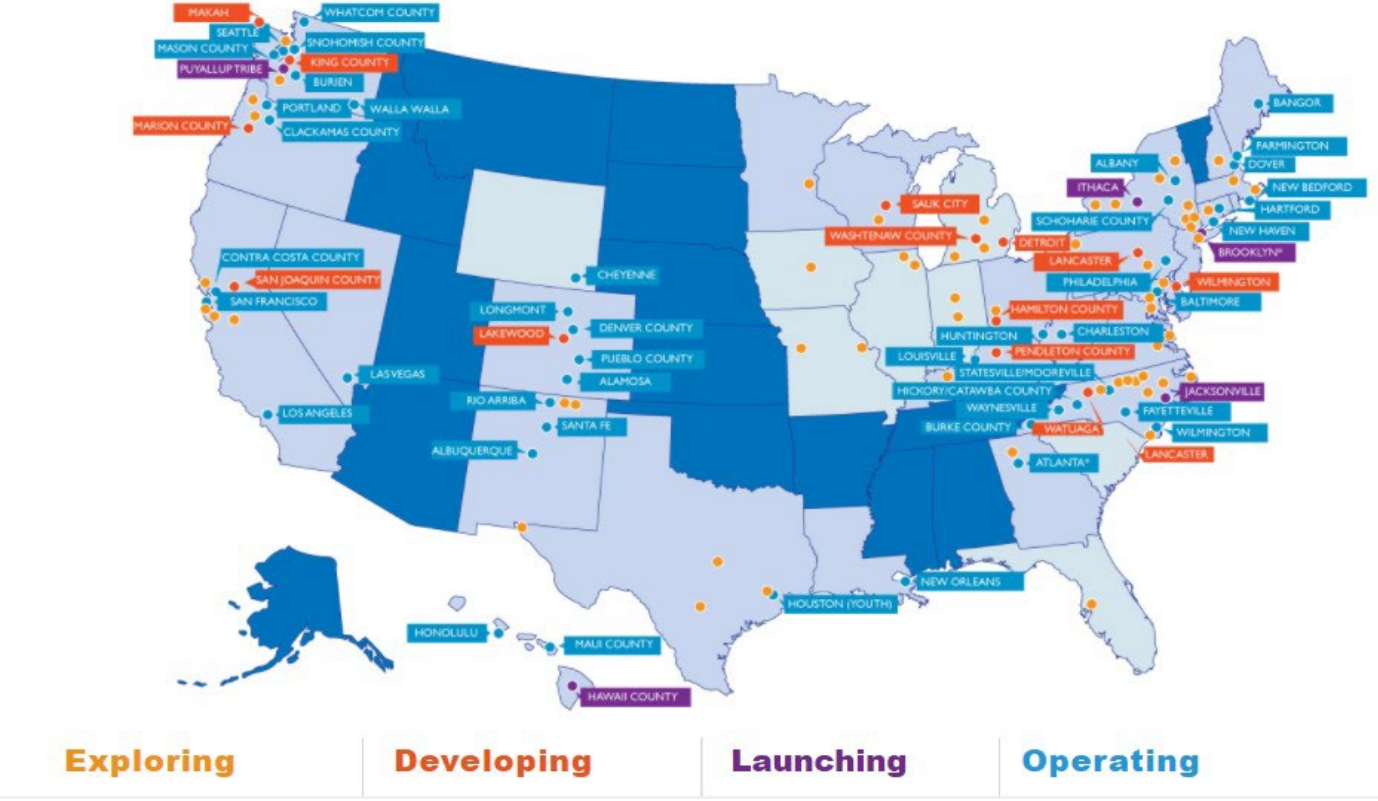 MAKAH
WHATCOM COUNTY
SEATTLE
SNOHOMISH COUNTY
MASON COUNTY
KING COUNTY
PUYALLUP TRIBE
BURIEN
PORTLAND
WALLA WALLA
MARION COUNTY
CLACKAMAS COUNTY
CONTRA COSTA COUNTY
SAN JOAQUIN COUNTY
SAN FRANCISCO
LAS VEGAS
LOS ANGELES
CHEYENNE
LONGMONT
DENVER COUNTY
LAKEWOOD
PUEBLO COUNTY
ALAMOSA
RIO ARRIBA
SANTA FE
ALBUQUERQUE
SAUK CITY
WASHTENAW COUNTY
DETROIT
BANGOR
FARMINGTON
DOVER
ALBANY
ITHACA
NEW BEDFORD
HARTFORD
SCHOHARIE COUNTY
NEW HAVEN
BROOKLYN*
LANCASTER
PHILADELPHIA
WILMINGTON
BALTIMORE
HAMILTON COUNTY
HUNTINGTON
CHARLESTON
LOUISVILLE
PENDLETON COUNTY
STATESVILLE/MOOREVILLE
HICKORY/CATAWBA COUNTY
JACKSONVILLE
WAYNESVILLE
FAYETTEVILLE
BURKE COUNTY
WATUAGA
WILMINGTON
LANCASTER
ATLANTA*
NEW ORLEANS
HOUSTON (YOUTH)
HONOLULU
MAUI COUNTY
HAWAII COUNTY
Exploring
Developing
Launching
Operating